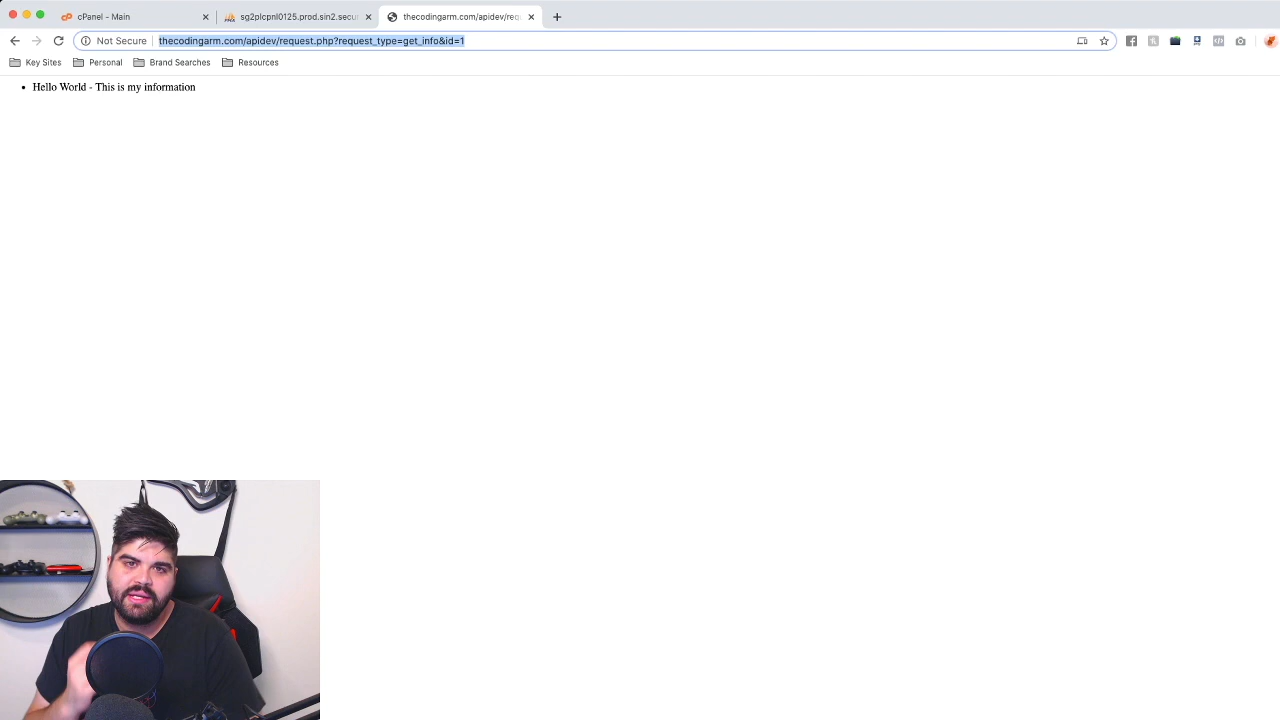 cPanel - Main
sg2plcpnl0125.prod.sin2.secu
thecodingarm.com/apidev/req
Not Secure
thecodingarm.com/apidev/request.php?request_type=get_info&id=1
Key Sites
Personal
Brand Searches
Resources
• Hello World - This is my information